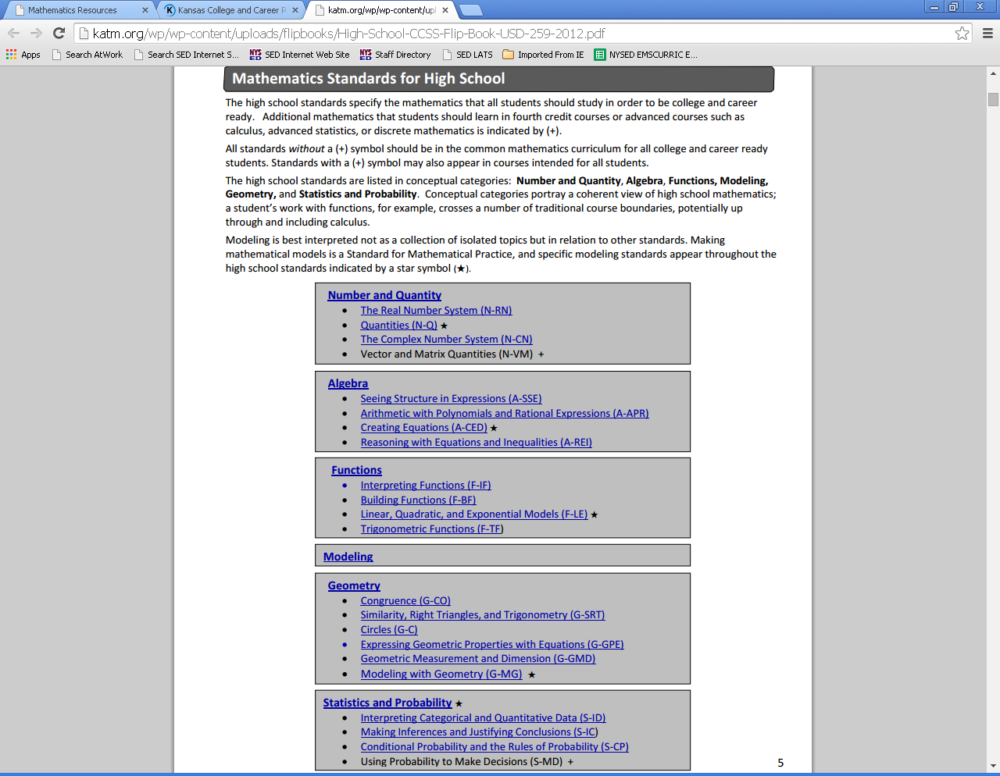 Mathematics Resources
Kansas College and Career R
katm.org/wp/wp-content/upl
katm.org/wp/wp-content/uploads/flipbooks/High-School-CCSS-Flip-Book-USD-259-2012.pdf
Apps
Search AtWork
Search SED Internet S...
NYS ED SED Internet Web Site
NYS ED Staff Directory
SED LATS
Imported From IE
NYSED EMSCURRIC E...
Mathematics Standards for High School
The high school standards specify the mathematics that all students should study in order to be college and career
ready. Additional mathematics that students should learn in fourth credit courses or advanced courses such as
calculus, advanced statistics, or discrete mathematics is indicated by (+).
All standards without a (+) symbol should be in the common mathematics curriculum for all college and career ready
students. Standards with a (+) symbol may also appear in courses intended for all students.
The high school standards are listed in conceptual categories: Number and Quantity, Algebra, Functions, Modeling,
Geometry, and Statistics and Probability. Conceptual categories portray a coherent view of high school mathematics;
a student's work with functions, for example, crosses a number of traditional course boundaries, potentially up
through and including calculus.
Modeling is best interpreted not as a collection of isolated topics but in relation to other standards. Making
mathematical models is a Standard for Mathematical Practice, and specific modeling standards appear throughout the
high school standards indicated by a star symbol (★).
Number and Quantity
• The Real Number System (N-RN)
• Quantities (N-Q) ★
• The Complex Number System (N-CN)
• Vector and Matrix Quantities (N-VM) +
Algebra
• Seeing Structure in Expressions (A-SSE)
• Arithmetic with Polynomials and Rational Expressions (A-APR)
• Creating Equations (A-CED) ★
• Reasoning with Equations and Inequalities (A-REI)
Functions
• Interpreting Functions (F-IF)
• Building Functions (F-BF)
• Linear, Quadratic, and Exponential Models (F-LE) ★
• Trigonometric Functions (F-TF)
Modeling
Geometry
• Congruence (G-CO)
• Similarity, Right Triangles, and Trigonometry (G-SRT)
• Circles (G-C)
• Expressing Geometric Properties with Equations (G-GPE)
• Geometric Measurement and Dimension (G-GMD)
• Modeling with Geometry (G-MG) ★
Statistics and Probability ★
• Interpreting Categorical and Quantitative Data (S-ID)
• Making Inferences and Justifying Conclusions (S-IC)
• Conditional Probability and the Rules of Probability (S-CP)
• Using Probability to Make Decisions (S-MD) +
5